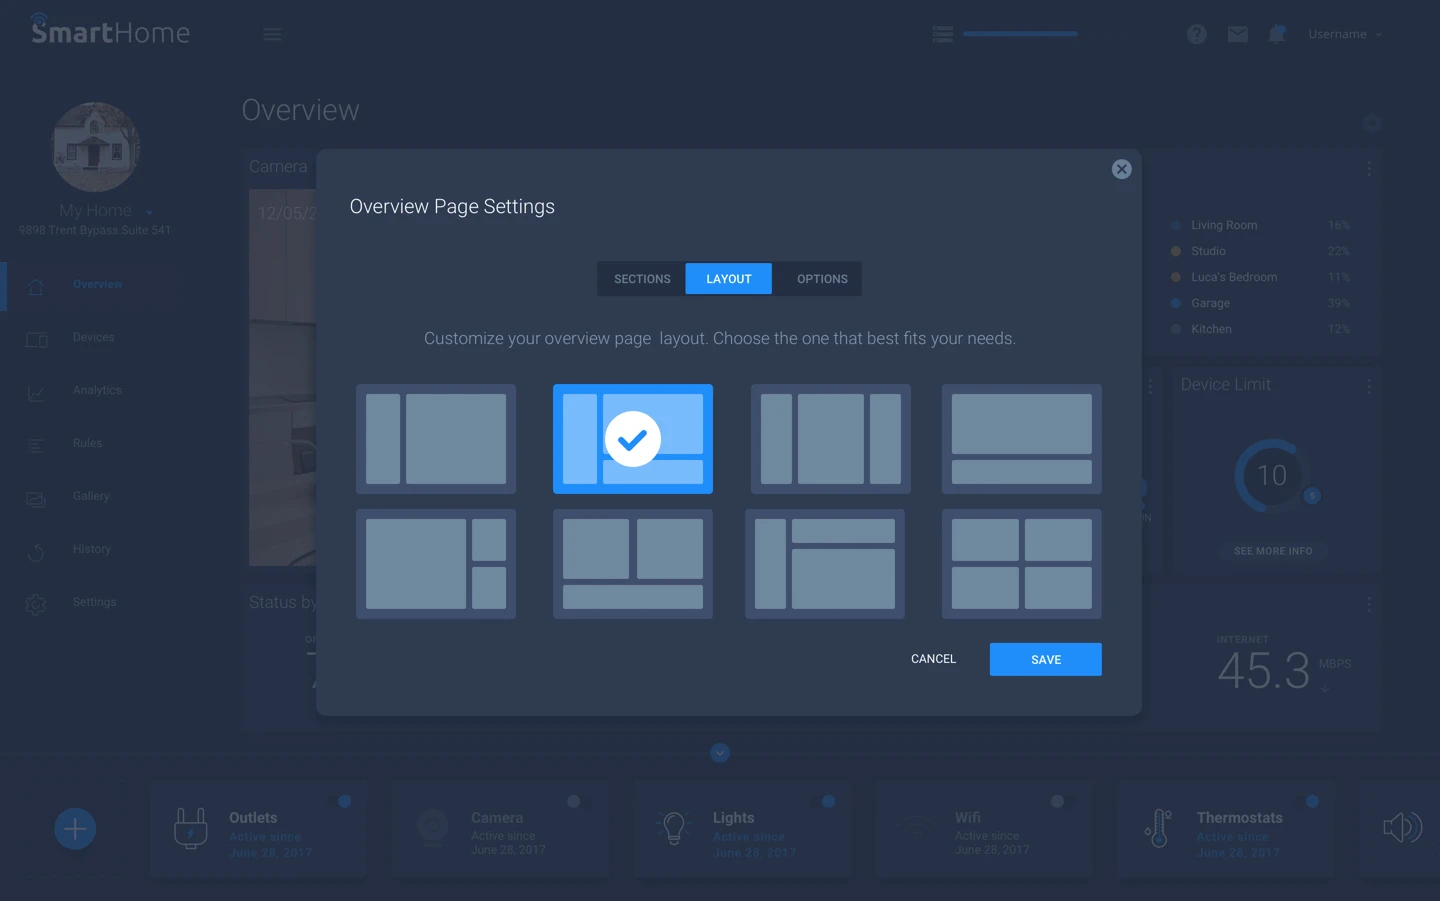 SmartHome
Username
Overview
My Home
9898 Trent Bypass Suite 541
Overview
Devices
Analytics
Rules
Gallery
History
Settings
Camera
12/05/2
Overview Page Settings
SECTIONS
LAYOUT
OPTIONS
Customize your overview page layout. Choose the one that best fits your needs.
CANCEL
SAVE
Living Room 16%
Studio 22%
Luca's Bedroom 11%
Garage 39%
Kitchen 12%
Device Limit
10
$
SEE MORE INFO
Status by
INTERNET
45.3 MBPS
Outlets
Active since
June 28, 2017
Camera
Active since
June 28, 2017
Lights
Active since
June 28, 2017
Wifi
Active since
June 28, 2017
Thermostats
Active since
June 28, 2017